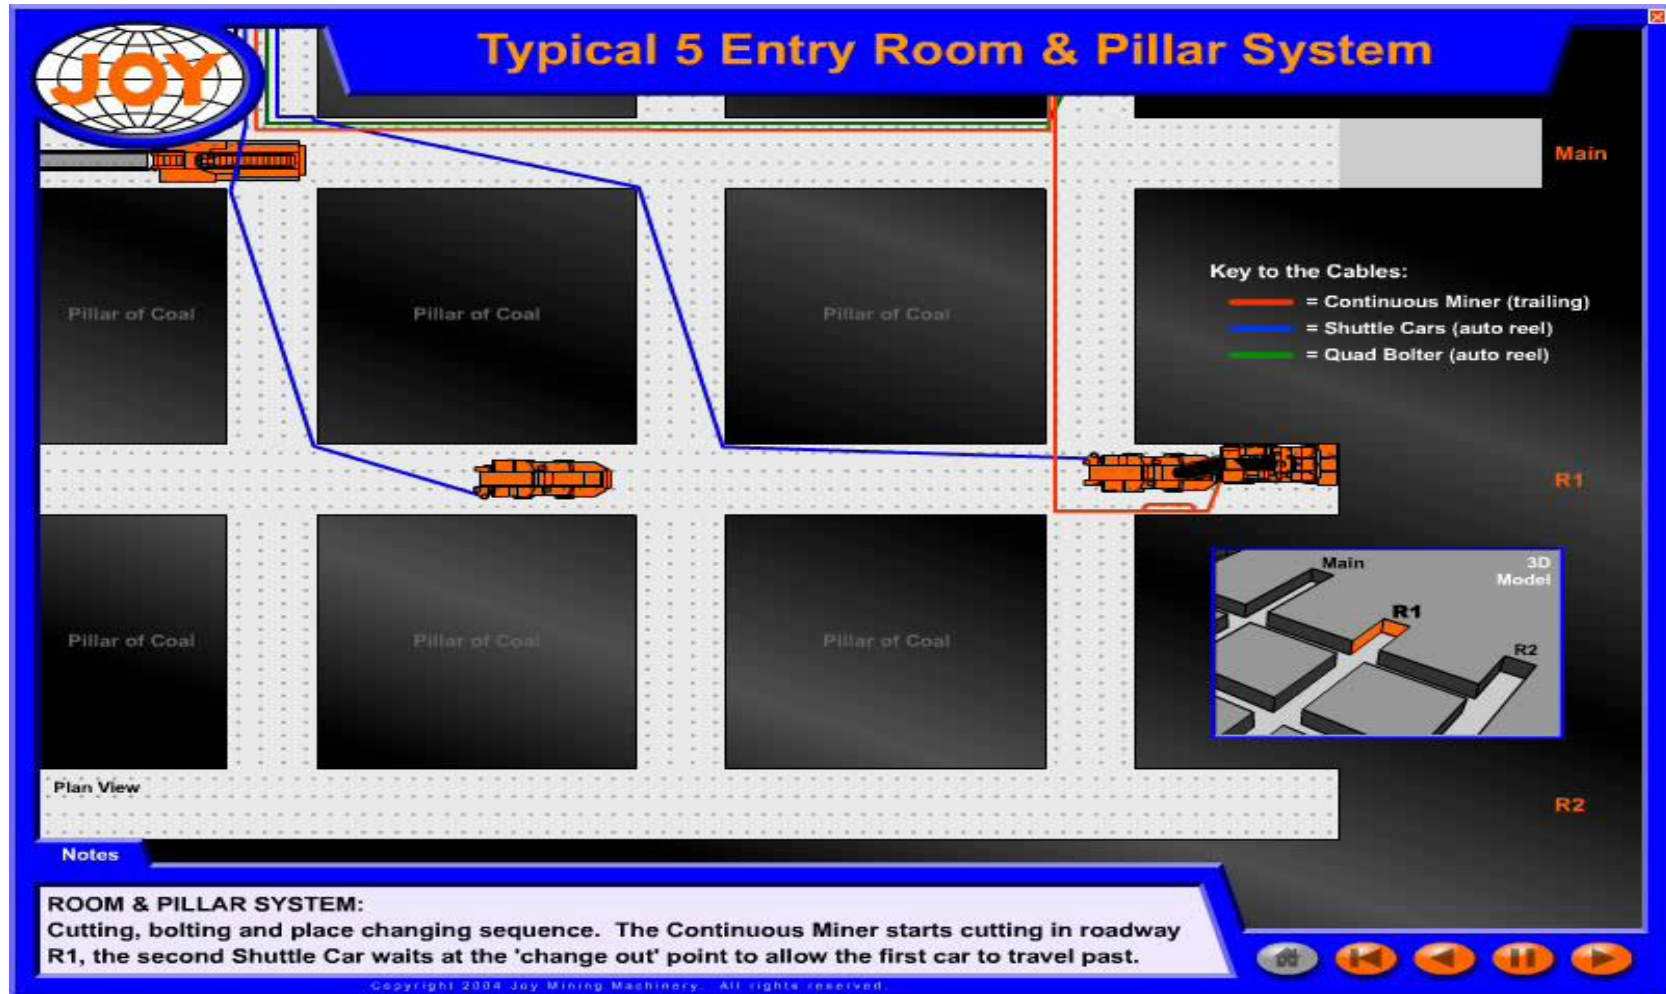 JOY
Typical 5 Entry Room & Pillar System
Main
Key to the Cables:
= Continuous Miner (trailing)
= Shuttle Cars (auto reel)
= Quad Bolter (auto reel)
Pillar of Coal
Pillar of Coal
Pillar of Coal
R1
Main
3D
Model
R1
R2
Pillar of Coal
Pillar of Coal
Pillar of Coal
Plan View
R2
Notes
ROOM & PILLAR SYSTEM:
Cutting, bolting and place changing sequence. The Continuous Miner starts cutting in roadway
R1, the second Shuttle Car waits at the 'change out' point to allow the first car to travel past.
Copyright 2004 Joy Mining Machinery. All rights reserved.